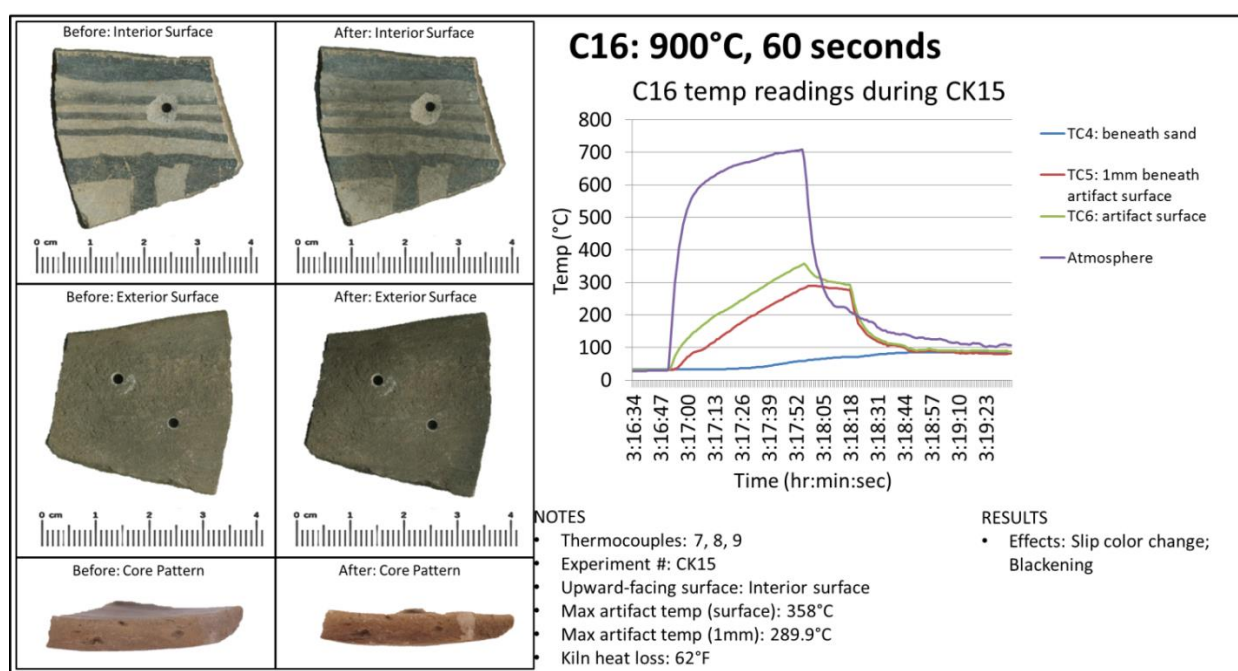 Before: Interior Surface
After: Interior Surface
0 cm 1 2 3 4
0 cm 1 2 3 4
Before: Exterior Surface
After: Exterior Surface
0 cm 1 2 3 4
0 cm 1 2 3 4
Before: Core Pattern
After: Core Pattern
C16: 900°C, 60 seconds
C16 temp readings during CK15
800
700
600
500
400
300
200
100
0
Temp (°C)
3:16:34
3:16:47
3:17:00
3:17:13
3:17:26
3:17:39
3:17:52
3:18:05
3:18:18
3:18:31
3:18:44
3:18:57
3:19:10
3:19:23
Time (hr:min:sec)
TC4: beneath sand
TC5: 1mm beneath
artifact surface
TC6: artifact surface
Atmosphere
NOTES
• Thermocouples: 7, 8, 9
• Experiment #: CK15
• Upward-facing surface: Interior surface
• Max artifact temp (surface): 358°C
• Max artifact temp (1mm): 289.9°C
• Kiln heat loss: 62°F
RESULTS
• Effects: Slip color change;
Blackening